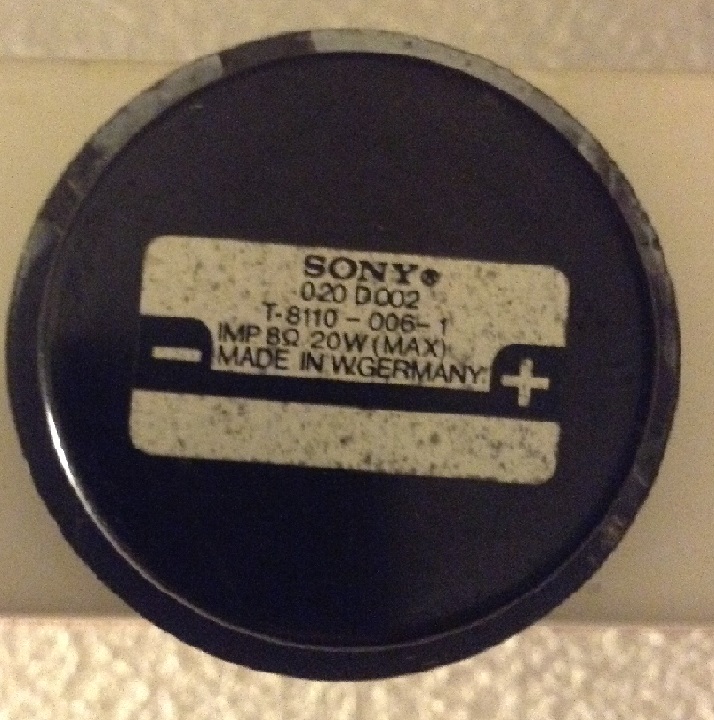 SONY®
020 D002
T-8110-006-1
IMP 8Ω 20W (MAX)
MADE IN W.GERMANY
- +